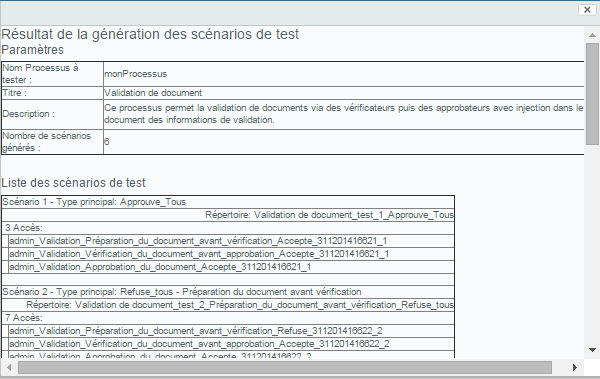 Résultat de la génération des scénarios de test
Paramètres
Nom Processus à
tester :
monProcessus
Titre :
Validation de document
Description :
Ce processus permet la validation de documents via des vérificateurs puis des approbateurs avec injection dans le
document des informations de validation.
Nombre de scénarios
générés :
6
Liste des scénarios de test
Scénario 1 - Type principal: Approuve_Tous
Répertoire: Validation de document_test_1_Approuve_Tous
3 Accès:
admin_Validation_Préparation_du_document_avant_vérification_Accepte_311201416621_1
admin_Validation_Vérification_du_document_avant_approbation_Accepte_311201416621_1
admin_Validation_Approbation_du_document_Accepte_311201416621_1
Scénario 2 - Type principal: Refuse_tous - Préparation du document avant vérification
Répertoire: Validation de document_test_2_Préparation_du_document_avant_vérification_Refuse_tous
7 Accès:
admin_Validation_Préparation_du_document_avant_vérification_Refuse_311201416622_2
admin_Validation_Vérification_du_document_avant_approbation_Accepte_311201416622_2
admin_Validation_Approbation_du_document_Accepte_311201416622_2